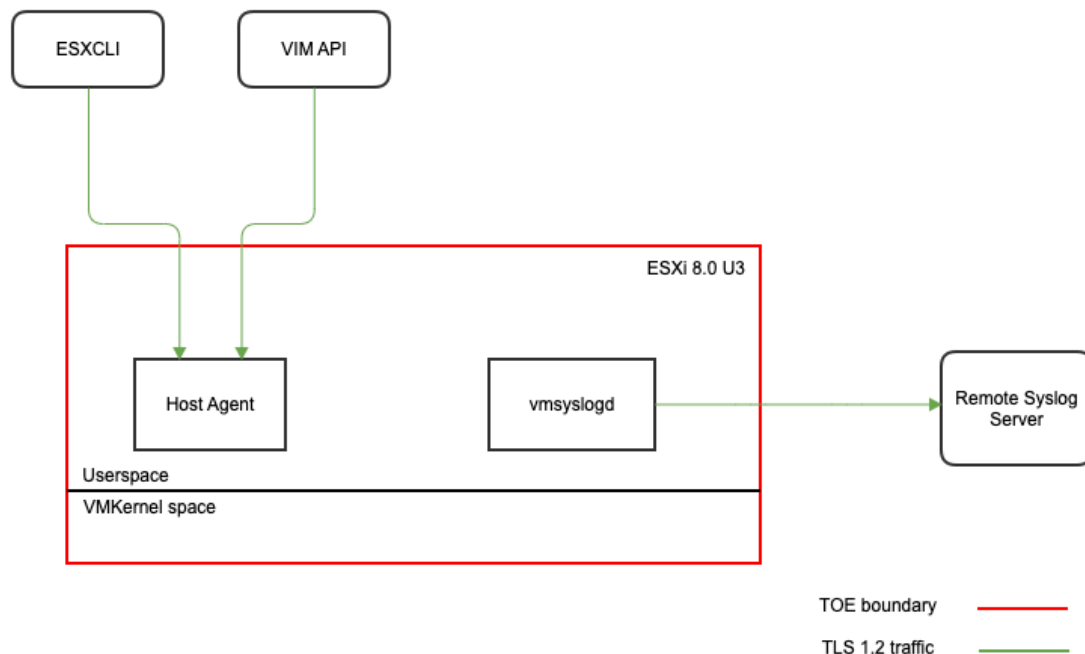 ESXCLI
VIM API
ESXi 8.0 U3
Host Agent
vmsyslogd
Remote Syslog
Server
Userspace
VMKernel space
TOE boundary
TLS 1.2 traffic